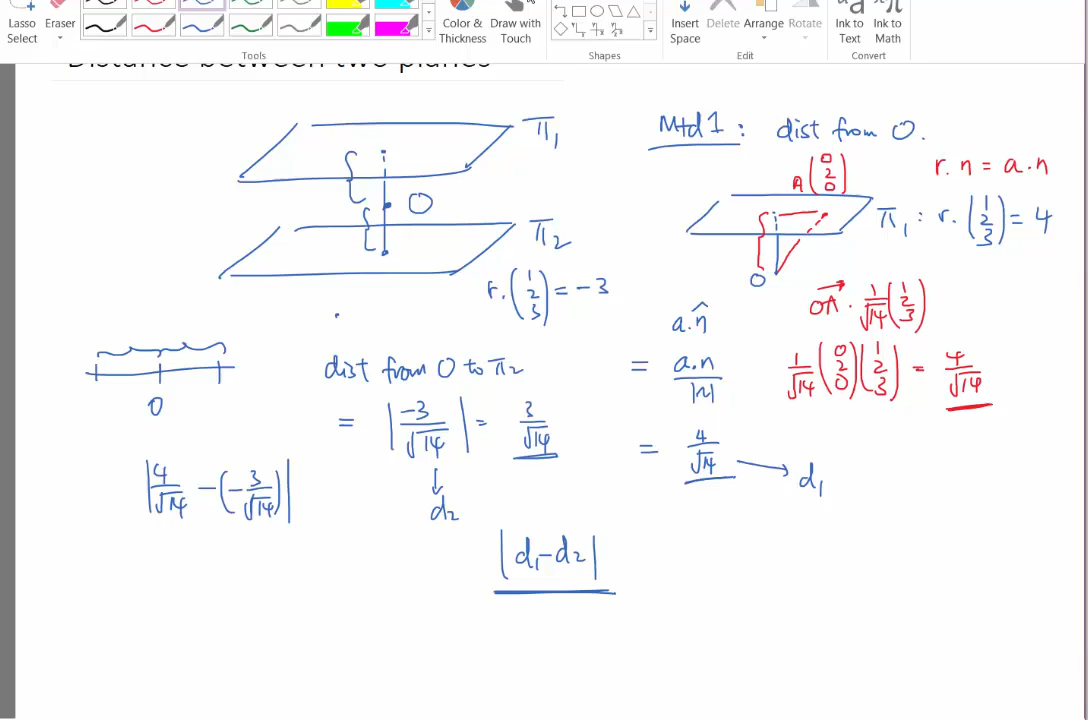 Lasso Select
Eraser
Color & Thickness
Draw with Touch
Insert Space
Delete
Arrange
Rotate
Ink to Text
Ink to Math
Tools
Shapes
Edit
Convert
Distance between two planes
π₁
O
π₂
r.(1 2 3) = -3
Mtd 1: dist from O.
A(0 2 0)
r.n = a.n
π₁: r.(1 2 3) = 4
O
OA · 1/√14 (1 2 3)
a.n̂
= a.n/|n|
1/√14 (0 2 0)(1 2 3) = 4/√14
= 4/√14 → d₁
O
dist from O to π₂
= |-3/√14| = 3/√14
↓
d₂
|4/√14 - (-3/√14)|
|d₁-d₂|